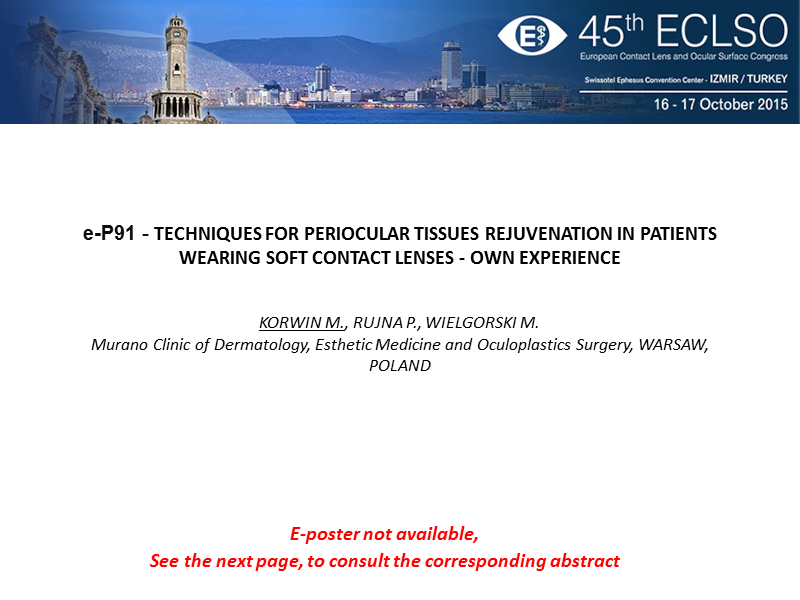 E
45th ECLSO
European Contact Lens and Ocular Surface Congress
Swissotel Ephesus Convention Center - IZMIR / TURKEY
16 - 17 October 2015
e-P91 - TECHNIQUES FOR PERIOCULAR TISSUES REJUVENATION IN PATIENTS
WEARING SOFT CONTACT LENSES - OWN EXPERIENCE
KORWIN M., RUJNA P., WIELGORSKI M.
Murano Clinic of Dermatology, Esthetic Medicine and Oculoplastics Surgery, WARSAW,
POLAND
E-poster not available,
See the next page, to consult the corresponding abstract